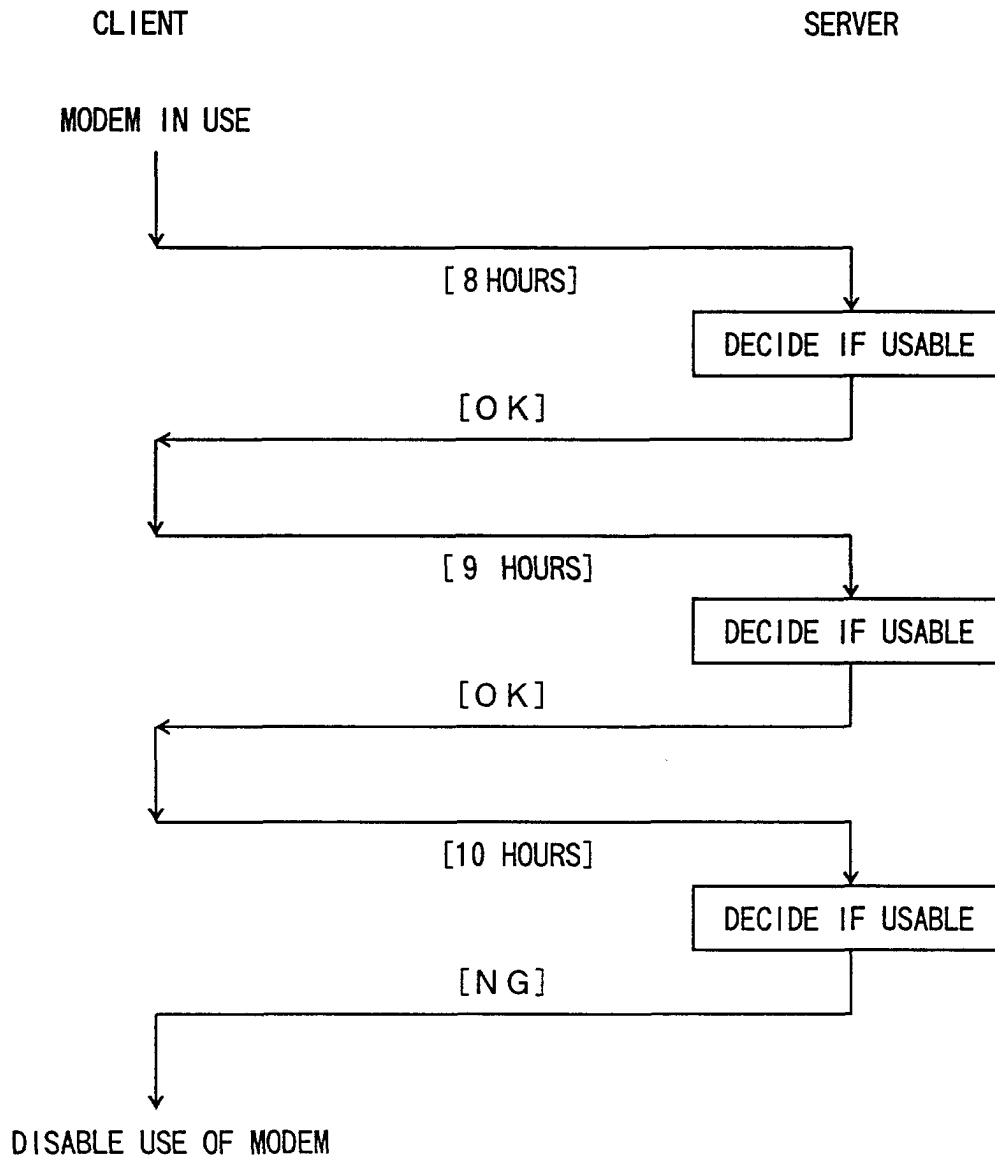 CLIENT SERVER
MODEM IN USE
[8 HOURS]
DECIDE IF USABLE
[OK]
[9 HOURS]
DECIDE IF USABLE
[OK]
[10 HOURS]
DECIDE IF USABLE
[NG]
DISABLE USE OF MODEM